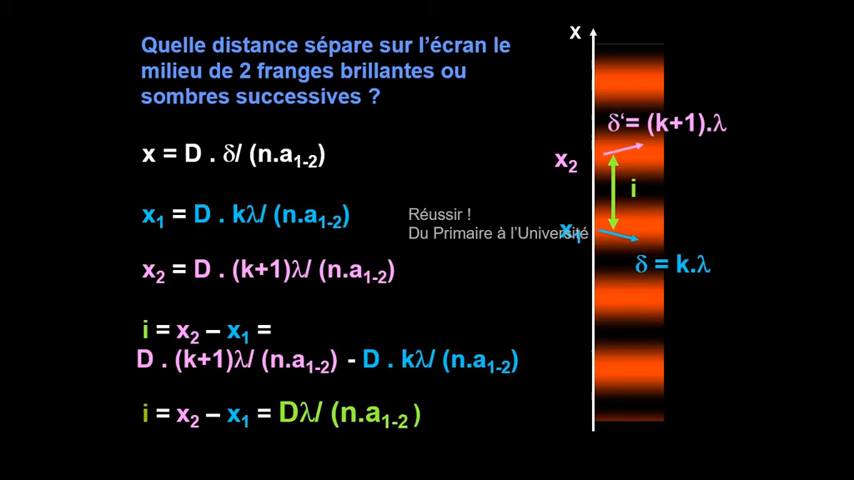 Quelle distance sépare sur l'écran le
milieu de 2 franges brillantes ou
sombres successives ?
x = D . δ/ (n.a1-2)
x1 = D . kλ/ (n.a1-2)
x2 = D . (k+1)λ/ (n.a1-2)
i = x2 – x1 =
D . (k+1)λ/ (n.a1-2) - D . kλ/ (n.a1-2)
i = x2 – x1 = Dλ/ (n.a1-2 )
Réussir !
Du Primaire à l'Université
x
δ'= (k+1).λ
x2
i
x1
δ = k.λ